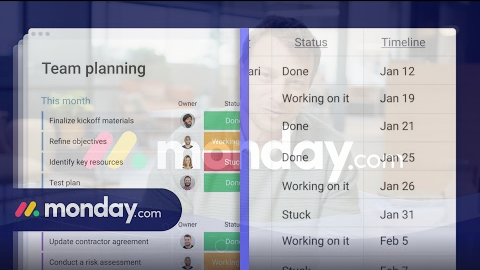 Team planning
This month
Owner
Status
Finalize kickoff materials
Done
Refine objectives
Working
Identify key resources
Stuck
Test plan
Done
Update contractor agreement
Done
Conduct a risk assessment
Working
Status Timeline
ari Done Jan 12
Working on it Jan 19
Done Jan 21
Done Jan 25
Working on it Jan 26
Stuck Jan 31
Working on it Feb 5
Done Feb 8
monday.com
monday.com